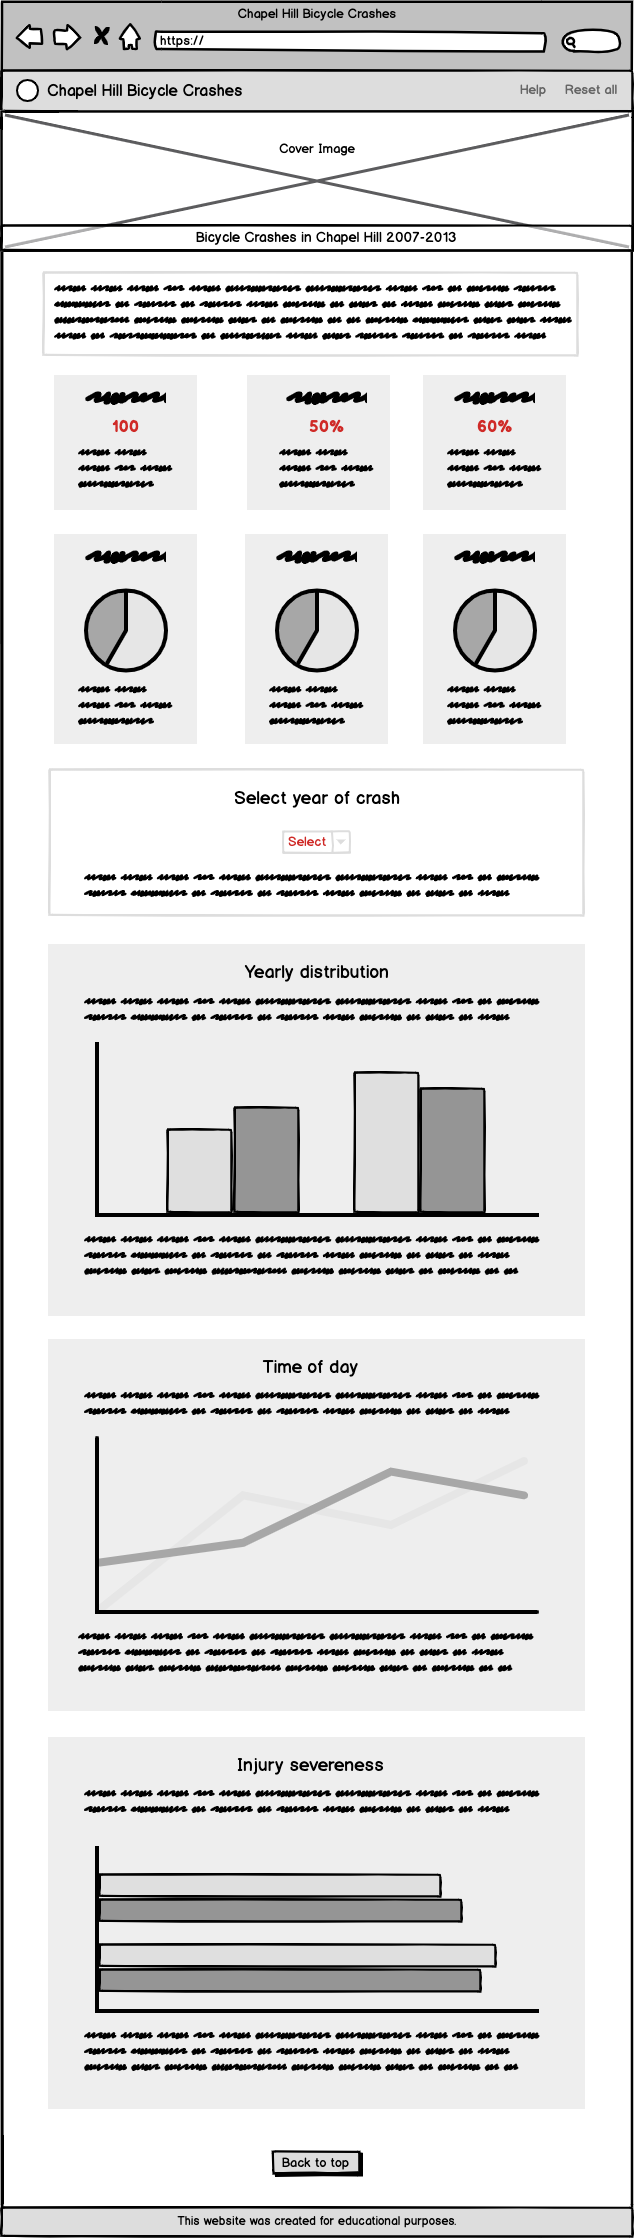 Chapel Hill Bicycle Crashes
https://
Chapel Hill Bicycle Crashes
Help
Reset all
Cover Image
Bicycle Crashes in Chapel Hill 2007-2013
100
50%
60%
Select year of crash
Select
Yearly distribution
Time of day
Injury severeness
Back to top
This website was created for educational purposes.